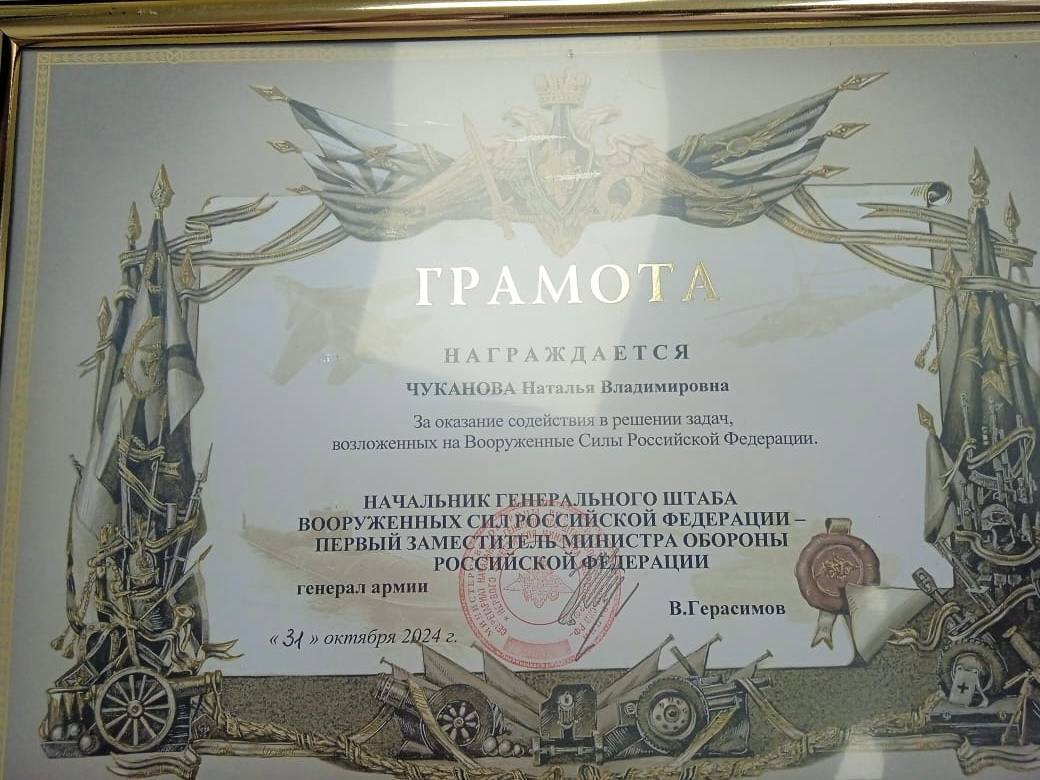 ГРАМОТА
НАГРАЖДАЕТСЯ
ЧУКАНОВА Наталья Владимировна
За оказание содействия в решении задач,
возложенных на Вооруженные Силы Российской Федерации.
НАЧАЛЬНИК ГЕНЕРАЛЬНОГО ШТАБА
ВООРУЖЕННЫХ СИЛ РОССИЙСКОЙ ФЕДЕРАЦИИ –
ПЕРВЫЙ ЗАМЕСТИТЕЛЬ МИНИСТРА ОБОРОНЫ
РОССИЙСКОЙ ФЕДЕРАЦИИ
генерал армии
В.Герасимов
« 31 » октября 2024 г.